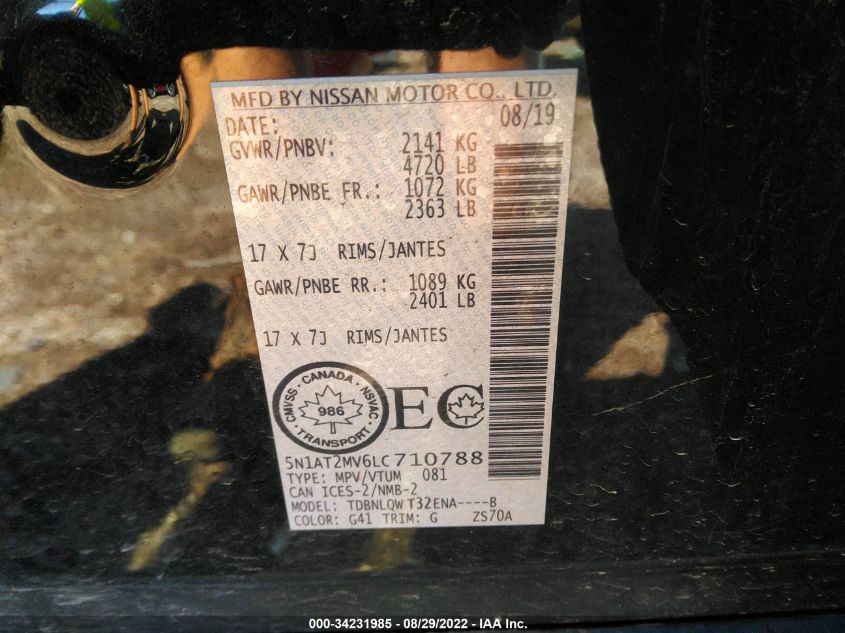 MFD BY NISSAN MOTOR CO., LTD.
DATE: 08/19
GVWR/PNBV: 2141 KG
4720 LB
GAWR/PNBE FR.: 1072 KG
2363 LB
17 X 7J RIMS/JANTES
GAWR/PNBE RR.: 1089 KG
2401 LB
17 X 7J RIMS/JANTES
CMVSS · CANADA · NSVAC · TRANSPORT
986
EC
5N1AT2MV6LC710788
TYPE: MPV/VTUM 081
CAN ICES-2/NMB-2
MODEL: TDBNLQW T32ENA----B
COLOR: G41 TRIM: G ZS70A
000-34231985 - 08/29/2022 - IAA Inc.